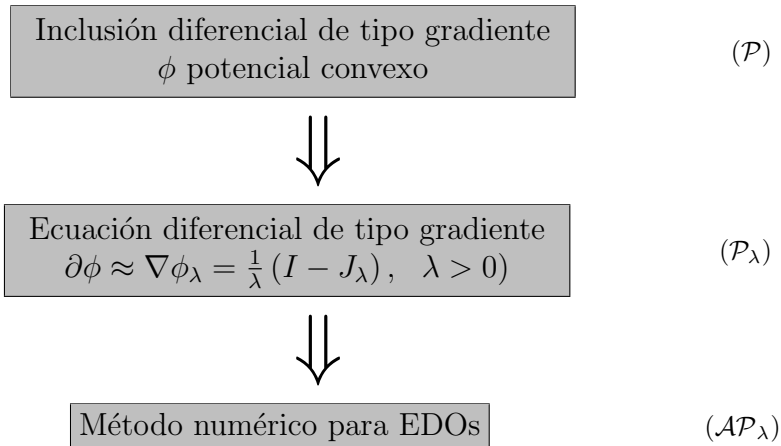 Inclusión diferencial de tipo gradiente
ϕ potencial convexo
(𝒫)
Ecuación diferencial de tipo gradiente
∂ϕ ≈ ∇ϕ_λ = 1/λ (I − J_λ) ,   λ > 0)
(𝒫_λ)
Método numérico para EDOs
(𝒜𝒫_λ)